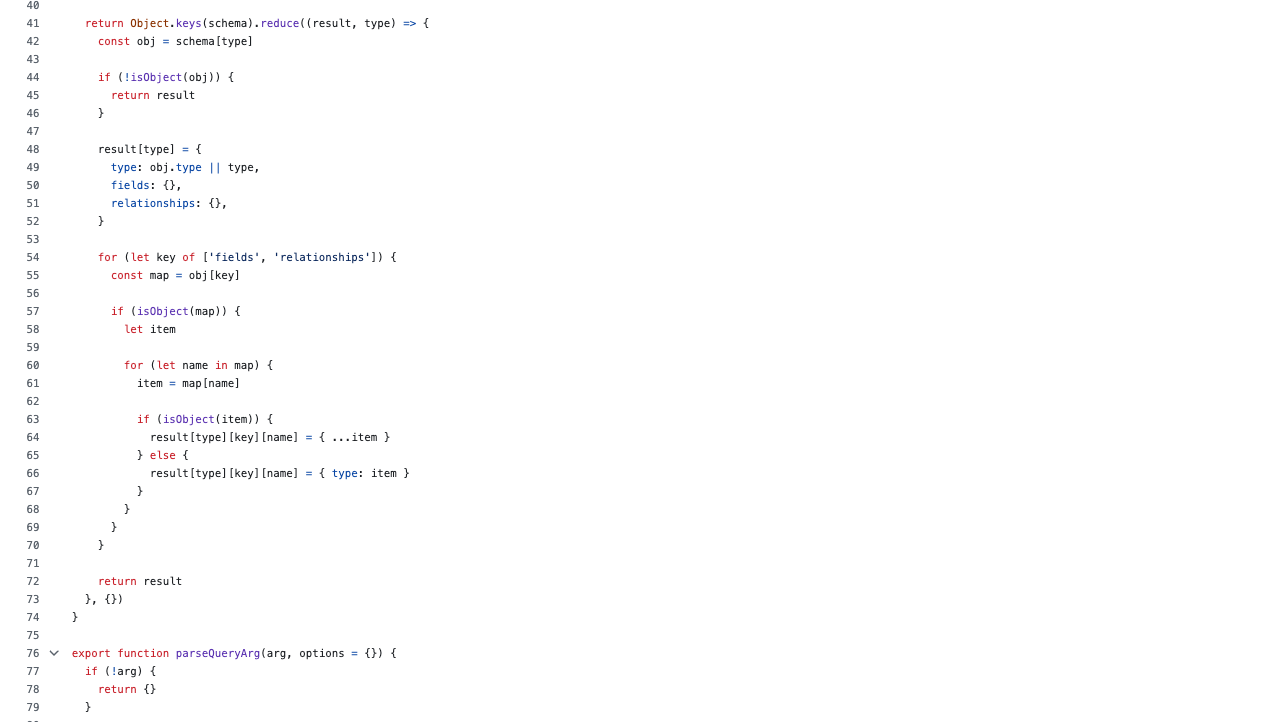 40
41 return Object.keys(schema).reduce((result, type) => {
42 const obj = schema[type]
43
44 if (!isObject(obj)) {
45 return result
46 }
47
48 result[type] = {
49 type: obj.type || type,
50 fields: {},
51 relationships: {},
52 }
53
54 for (let key of ['fields', 'relationships']) {
55 const map = obj[key]
56
57 if (isObject(map)) {
58 let item
59
60 for (let name in map) {
61 item = map[name]
62
63 if (isObject(item)) {
64 result[type][key][name] = { ...item }
65 } else {
66 result[type][key][name] = { type: item }
67 }
68 }
69 }
70 }
71
72 return result
73 }, {})
74 }
75
76 export function parseQueryArg(arg, options = {}) {
77 if (!arg) {
78 return {}
79 }